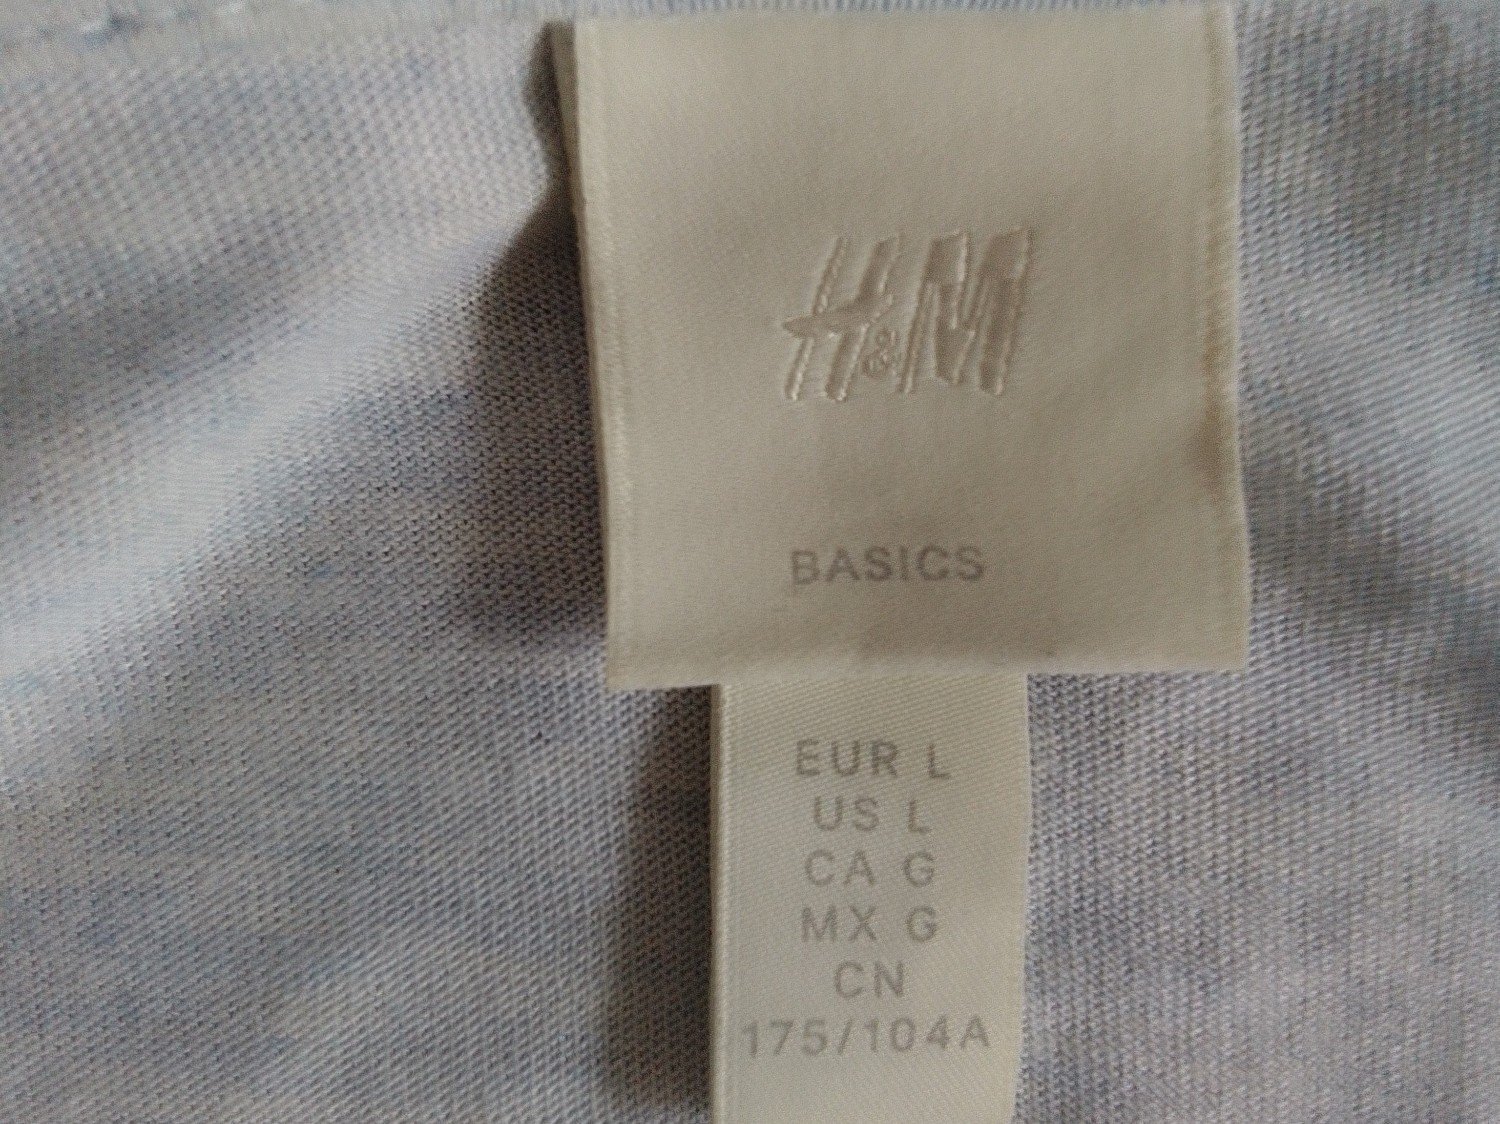 H&M
BASICS
EUR L
US L
CA G
MX G
CN
175/104A